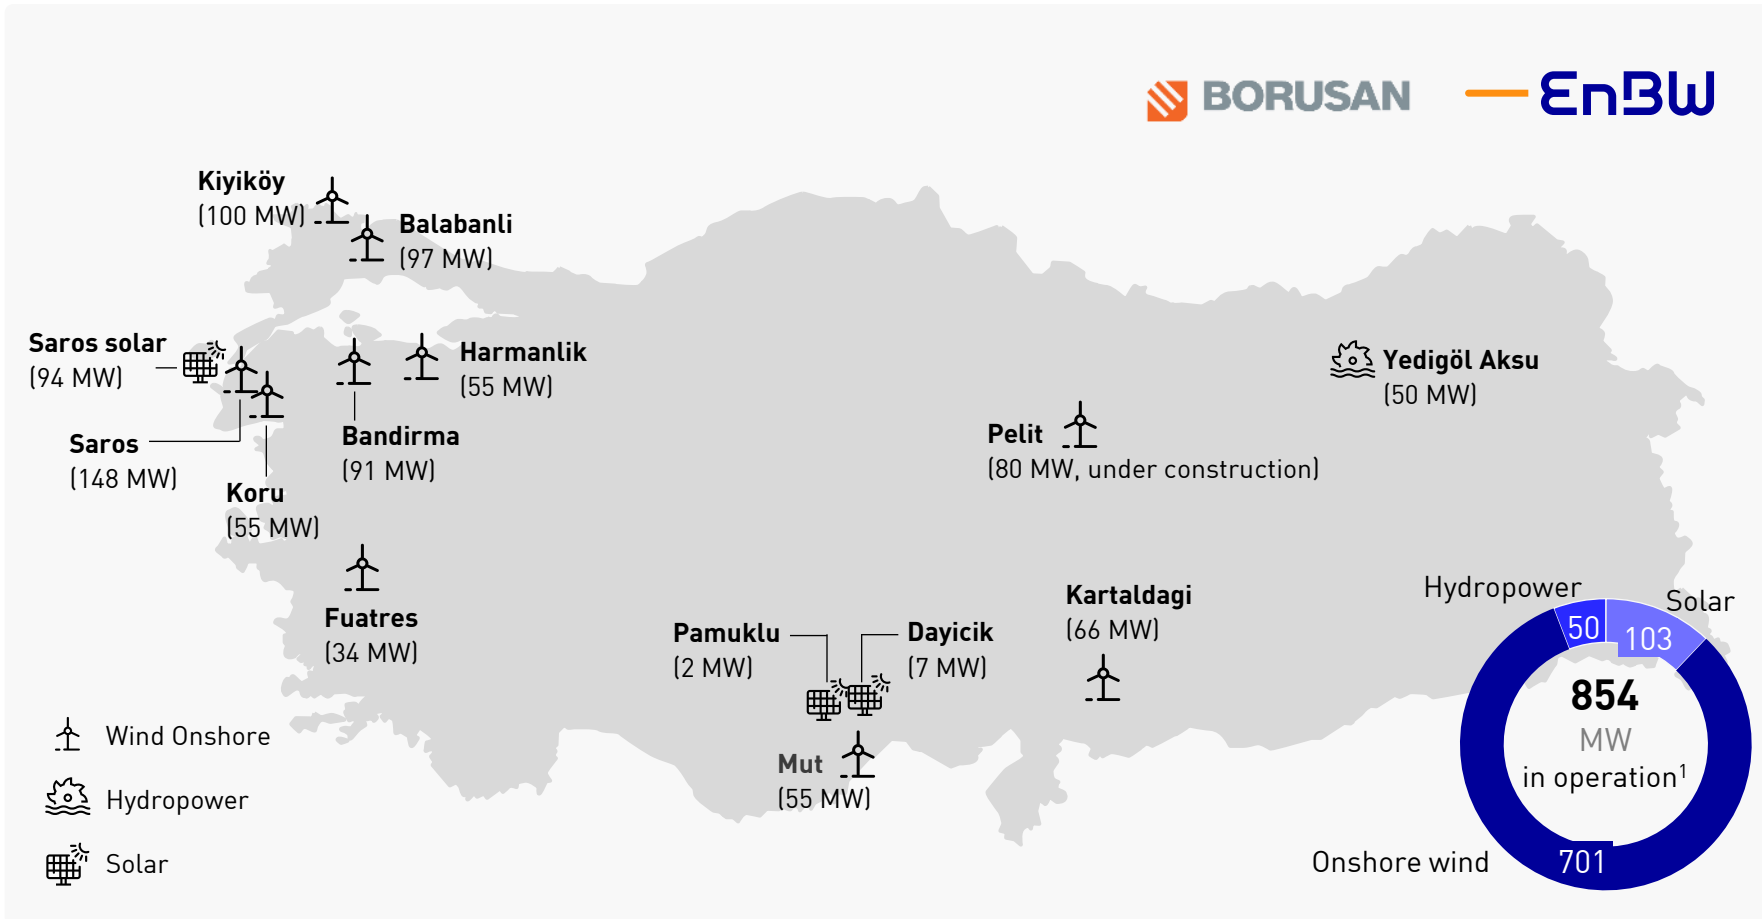 BORUSAN
EnBW
Kiyiköy
(100 MW)
Balabanli
(97 MW)
Saros solar
(94 MW)
Harmanlik
(55 MW)
Yedigöl Aksu
(50 MW)
Saros
(148 MW)
Bandirma
(91 MW)
Pelit
(80 MW, under construction)
Koru
(55 MW)
Fuatres
(34 MW)
Pamuklu
(2 MW)
Dayicik
(7 MW)
Kartaldagi
(66 MW)
Mut
(55 MW)
Wind Onshore
Hydropower
Solar
Hydropower
Solar
50
103
854
MW
in operation¹
Onshore wind
701